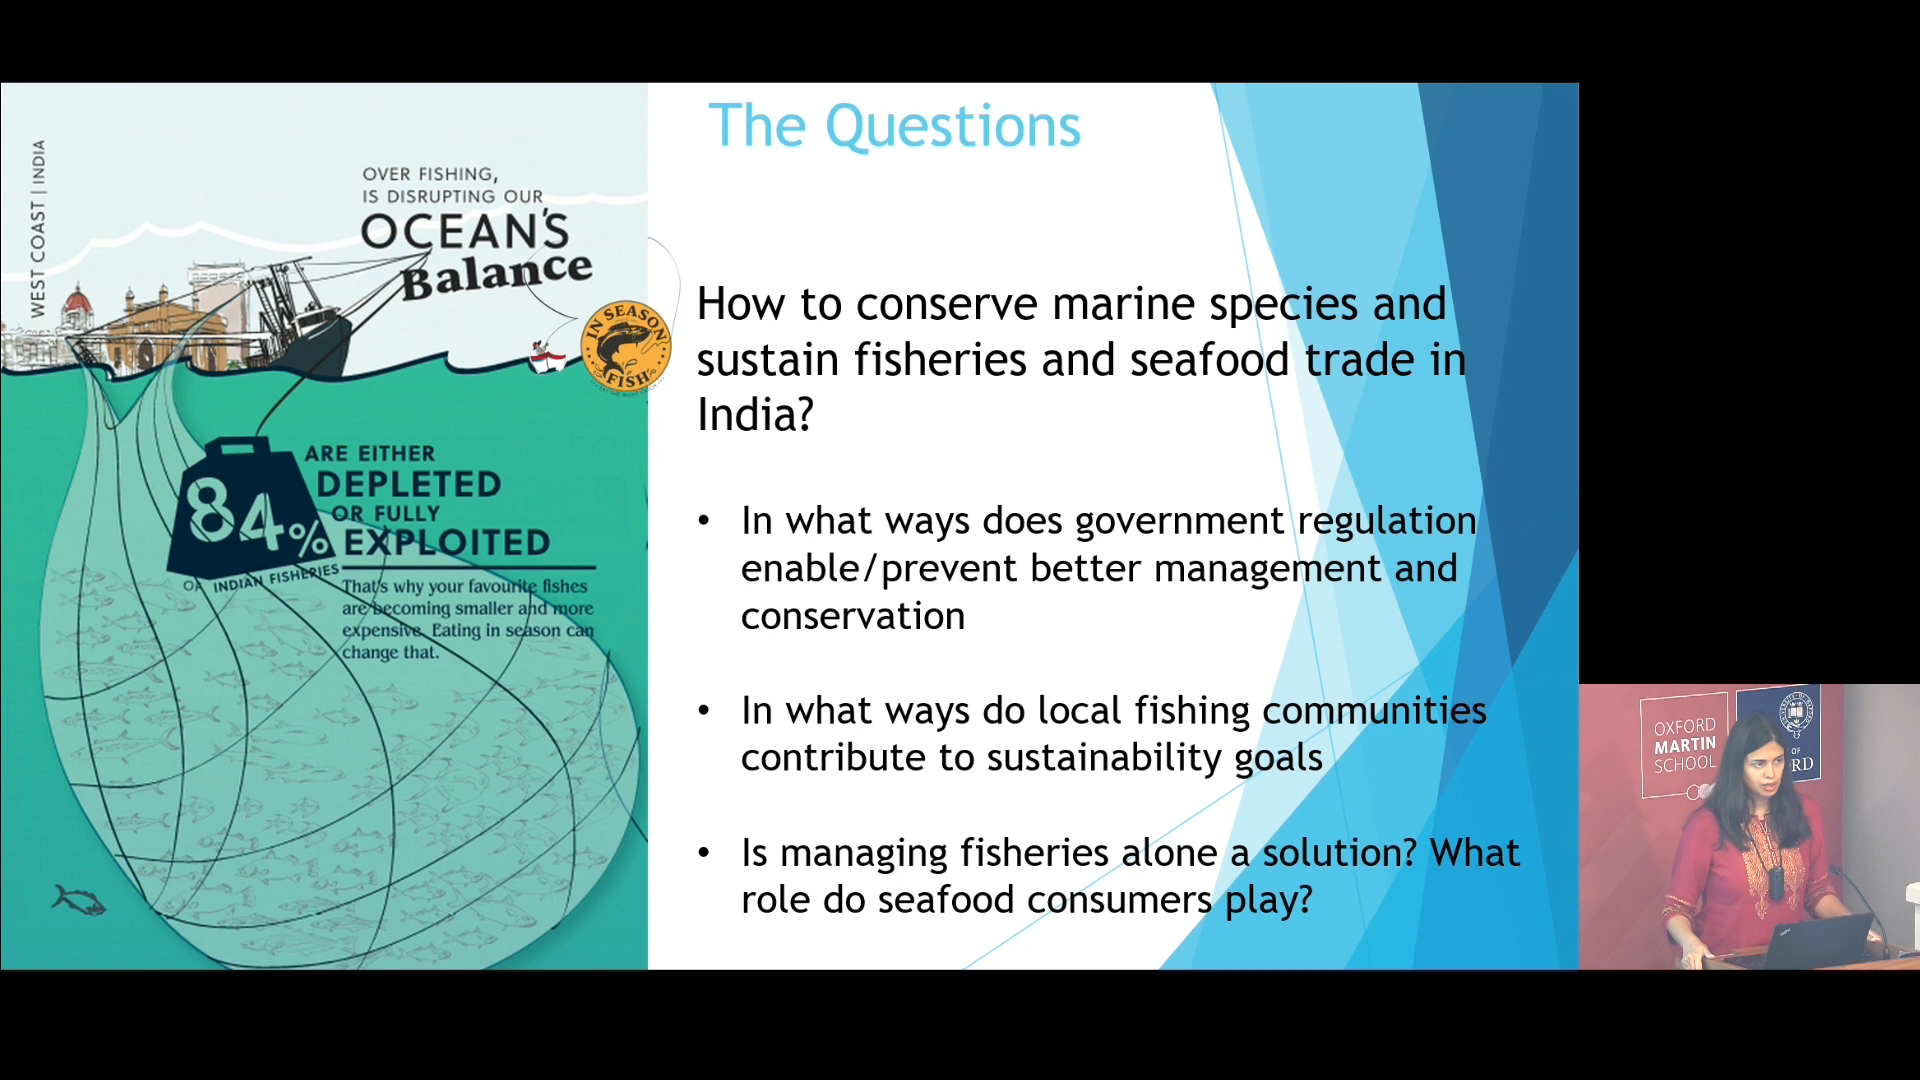 WEST COAST | INDIA
OVER FISHING,
IS DISRUPTING OUR
OCEAN'S
Balance
IN SEASON
FISH
84%
OF INDIAN FISHERIES
ARE EITHER
DEPLETED
OR FULLY
EXPLOITED
That's why your favourite fishes
are becoming smaller and more
expensive. Eating in season can
change that.
The Questions
How to conserve marine species and
sustain fisheries and seafood trade in
India?
• In what ways does government regulation
enable/prevent better management and
conservation
• In what ways do local fishing communities
contribute to sustainability goals
• Is managing fisheries alone a solution? What
role do seafood consumers play?
OXFORD
MARTIN
SCHOOL
OF
RD